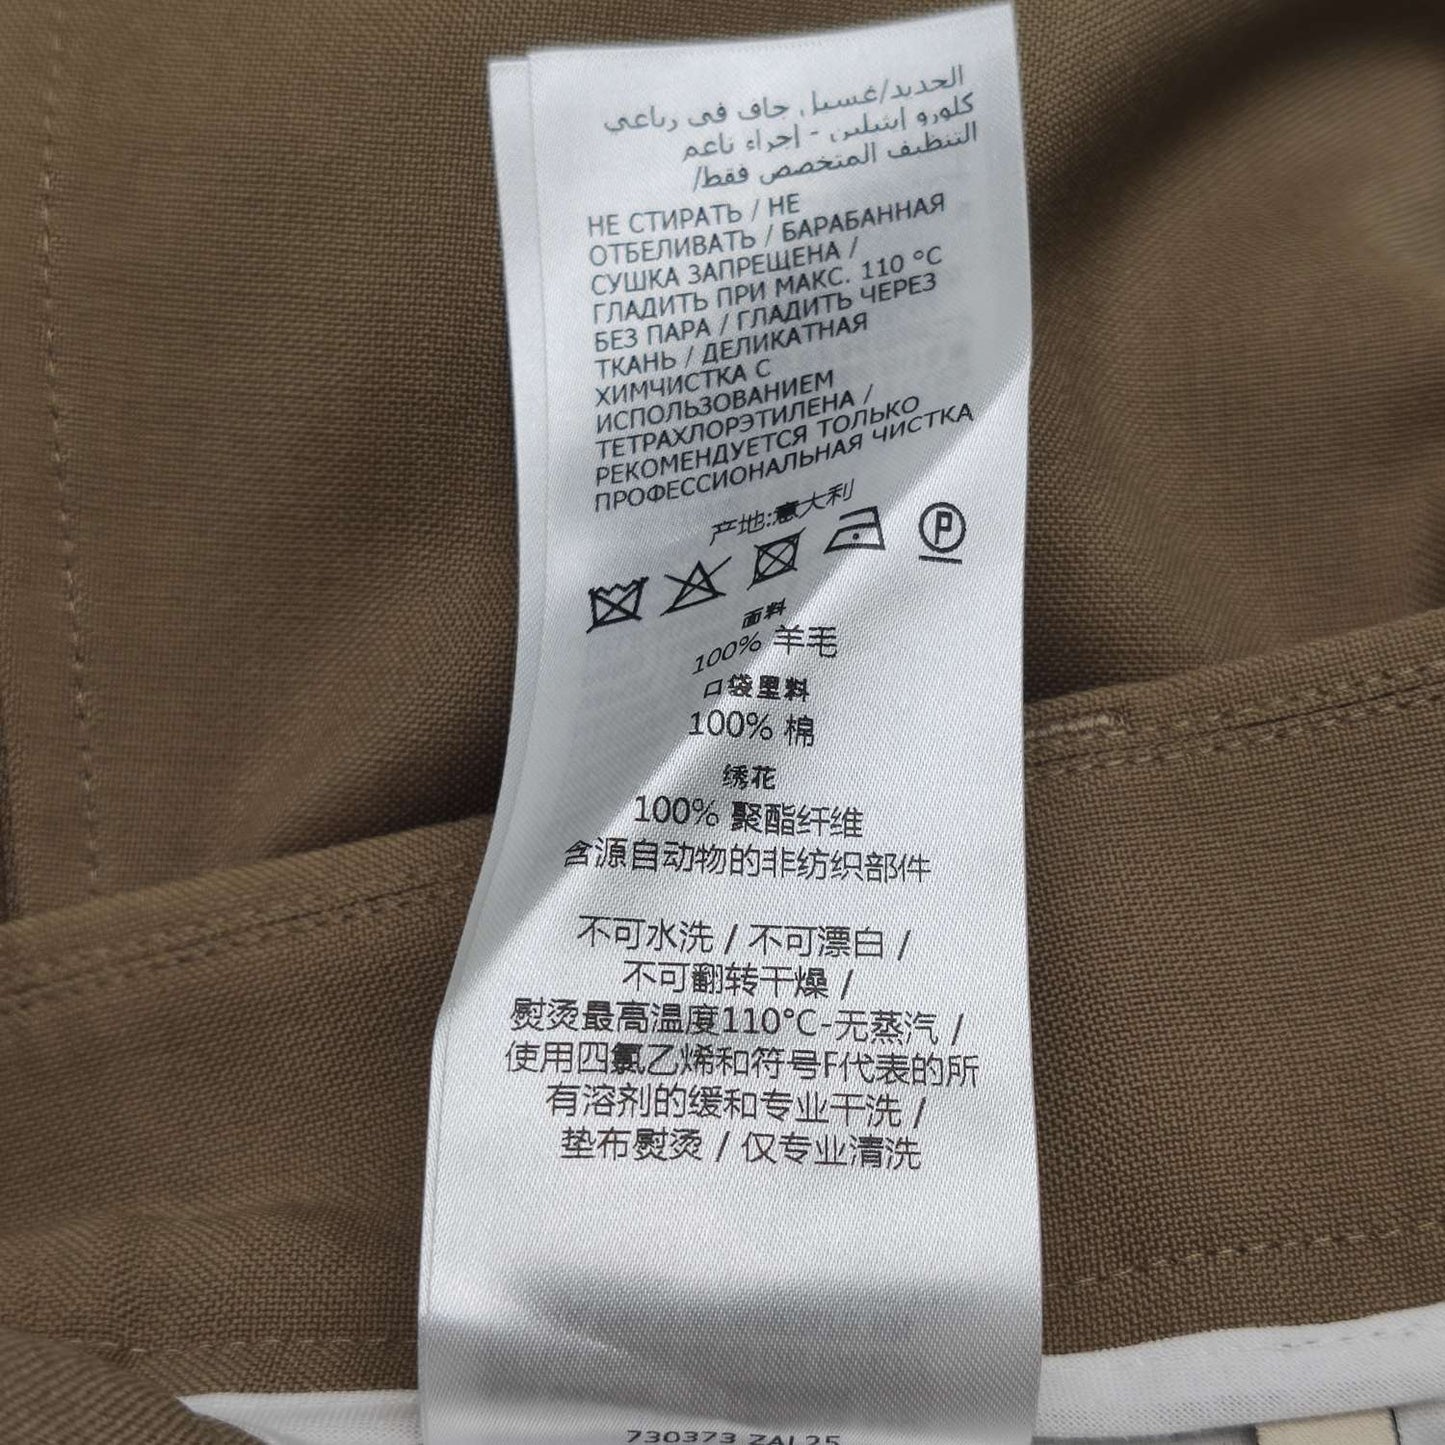 الحديد/غسيل جاف في رباعي
كلورو إيثيلين - إجراء ناعم
/التنظيف المتخصص فقط
НЕ СТИРАТЬ / НЕ
ОТБЕЛИВАТЬ / БАРАБАННАЯ
СУШКА ЗАПРЕЩЕНА /
ГЛАДИТЬ ПРИ МАКС. 110 °C
БЕЗ ПАРА / ГЛАДИТЬ ЧЕРЕЗ
ТКАНЬ / ДЕЛИКАТНАЯ
ХИМЧИСТКА С
ИСПОЛЬЗОВАНИЕМ
ТЕТРАХЛОРЭТИЛЕНА /
РЕКОМЕНДУЕТСЯ ТОЛЬКО
ПРОФЕССИОНАЛЬНАЯ ЧИСТКА
产地:意大利
P
面料
100% 羊毛
口袋里料
100% 棉
绣花
100% 聚酯纤维
含源自动物的非纺织部件
不可水洗 / 不可漂白 /
不可翻转干燥 /
熨烫最高温度110°C-无蒸汽 /
使用四氯乙烯和符号F代表的所
有溶剂的缓和专业干洗 /
垫布熨烫 / 仅专业清洗
730373 ZAL25